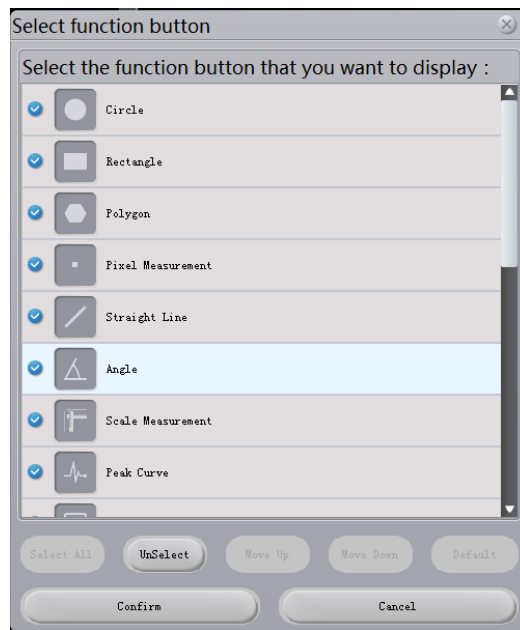 Select function button
Select the function button that you want to display :
Circle
Rectangle
Polygon
Pixel Measurement
Straight Line
Angle
Scale Measurement
Peak Curve
Select All UnSelect Move Up Move Down Default
Confirm Cancel